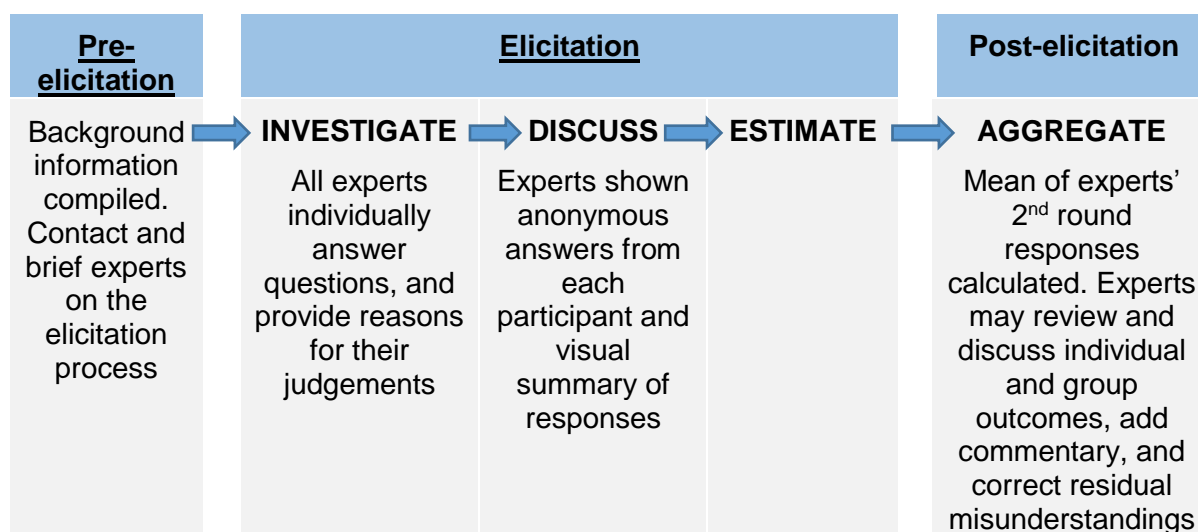 Pre-
elicitation
Elicitation
Post-elicitation
Background
information
compiled.
Contact and
brief experts
on the
elicitation
process
INVESTIGATE
All experts
individually
answer
questions, and
provide reasons
for their
judgements
DISCUSS
Experts shown
anonymous
answers from
each
participant and
visual
summary of
responses
ESTIMATE
AGGREGATE
Mean of experts’
2nd round
responses
calculated. Experts
may review and
discuss individual
and group
outcomes, add
commentary, and
correct residual
misunderstandings